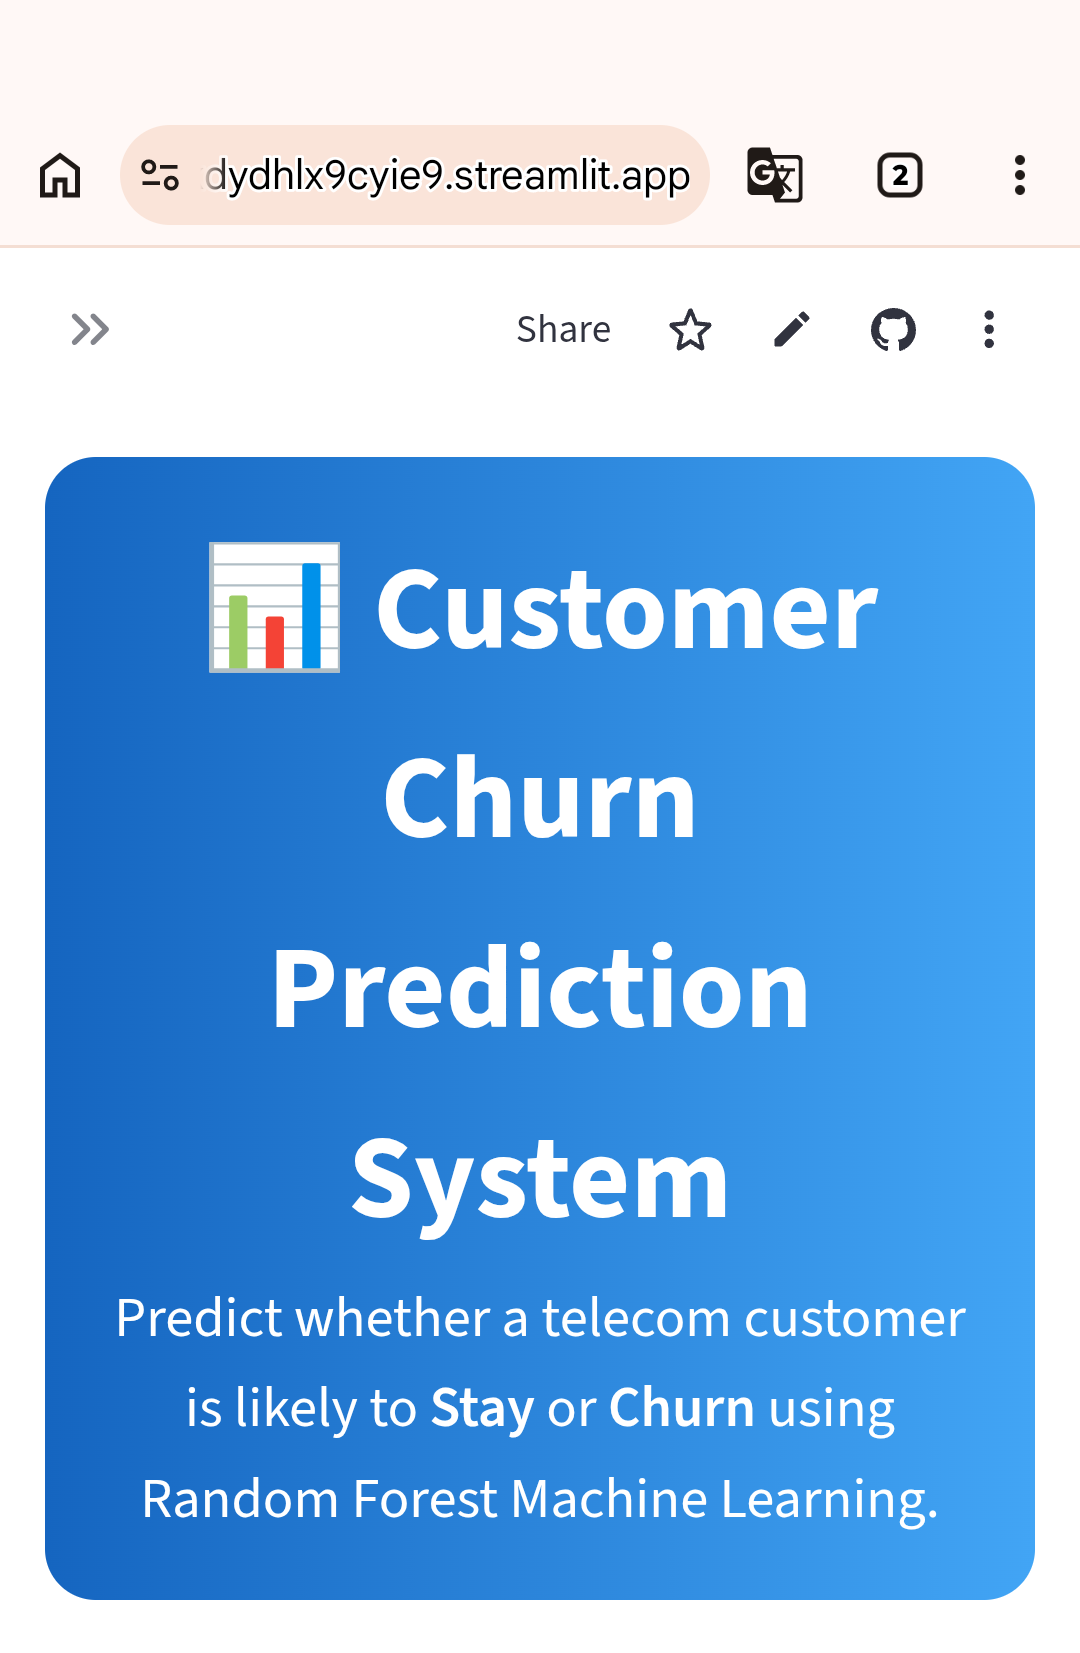 dydhlx9cyie9.streamlit.app
2
Share
Customer
Churn
Prediction
System
Predict whether a telecom customer
is likely to Stay or Churn using
Random Forest Machine Learning.